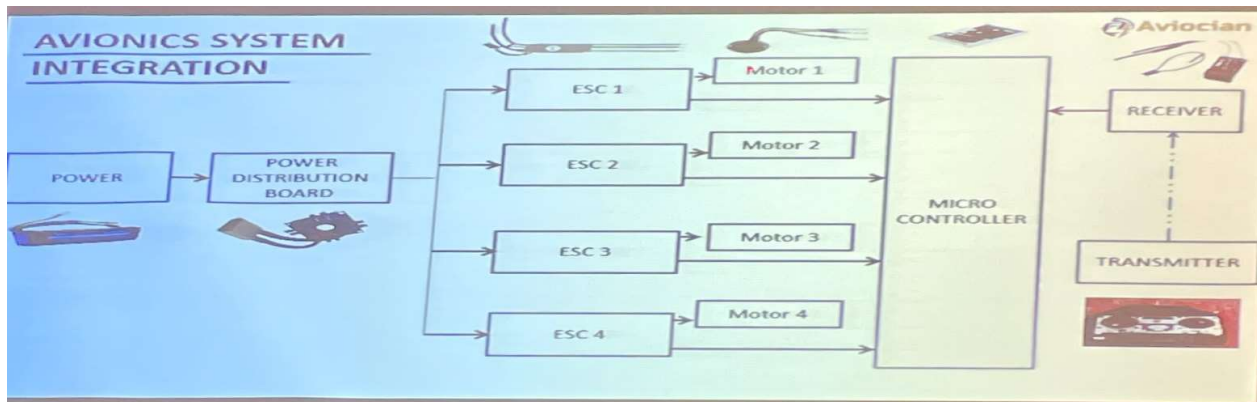 AVIONICS SYSTEM
INTEGRATION
Aviocian
POWER
POWER
DISTRIBUTION
BOARD
ESC 1
Motor 1
ESC 2
Motor 2
ESC 3
Motor 3
ESC 4
Motor 4
MICRO
CONTROLLER
RECEIVER
TRANSMITTER